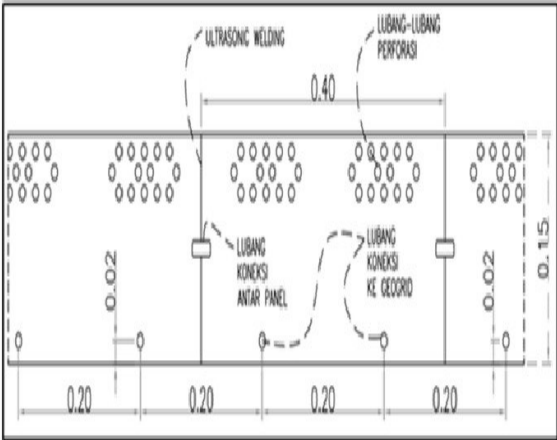 ULTRASONIC WELDING
LUBANG-LUBANG
PERFORASI
0.40
LUBANG
KONEKSI
ANTAR PANEL
LUBANG
KONEKSI
KE GEOGRID
0.02
0.02
0.15
0.20
0.20
0.20
0.20